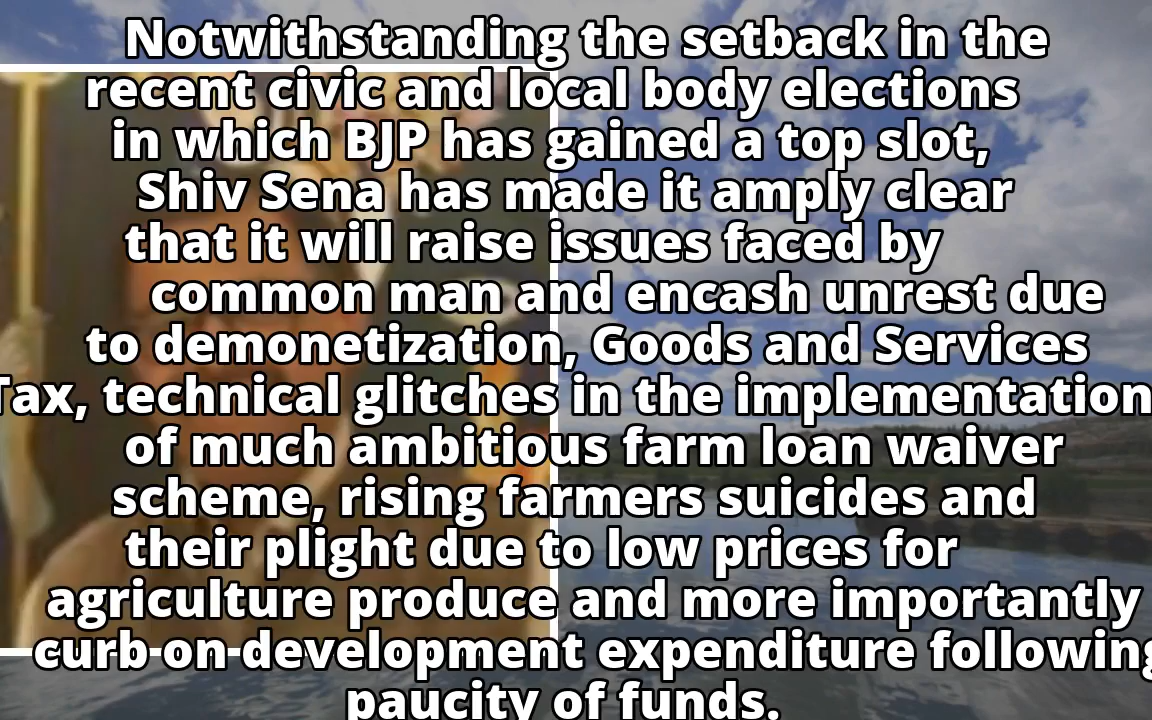 Notwithstanding the setback in the
recent civic and local body elections
in which BJP has gained a top slot,
Shiv Sena has made it amply clear
that it will raise issues faced by
common man and encash unrest due
to demonetization, Goods and Services
Tax, technical glitches in the implementation
of much ambitious farm loan waiver
scheme, rising farmers suicides and
their plight due to low prices for
agriculture produce and more importantly
curb on development expenditure following
paucity of funds.